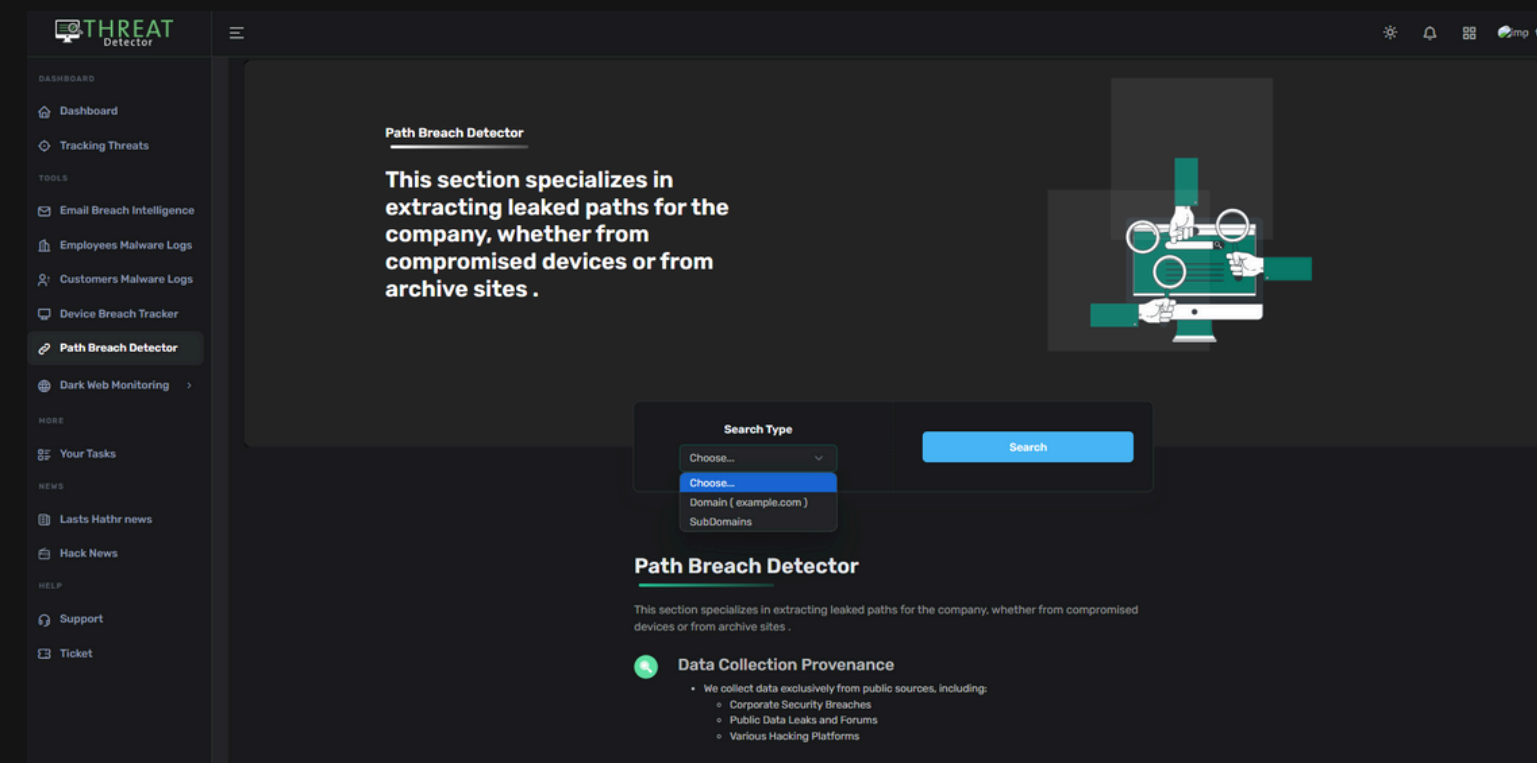 THREAT
Detector
DASHBOARD
Dashboard
Tracking Threats
TOOLS
Email Breach Intelligence
Employees Malware Logs
Customers Malware Logs
Device Breach Tracker
Path Breach Detector
Dark Web Monitoring
MORE
Your Tasks
NEWS
Lasts Hathr news
Hack News
HELP
Support
Ticket
imp
Path Breach Detector
This section specializes in
extracting leaked paths for the
company, whether from
compromised devices or from
archive sites .
Search Type
Choose...
Choose...
Domain ( example.com )
SubDomains
Search
Path Breach Detector
This section specializes in extracting leaked paths for the company, whether from compromised
devices or from archive sites .
Data Collection Provenance
We collect data exclusively from public sources, including:
Corporate Security Breaches
Public Data Leaks and Forums
Various Hacking Platforms